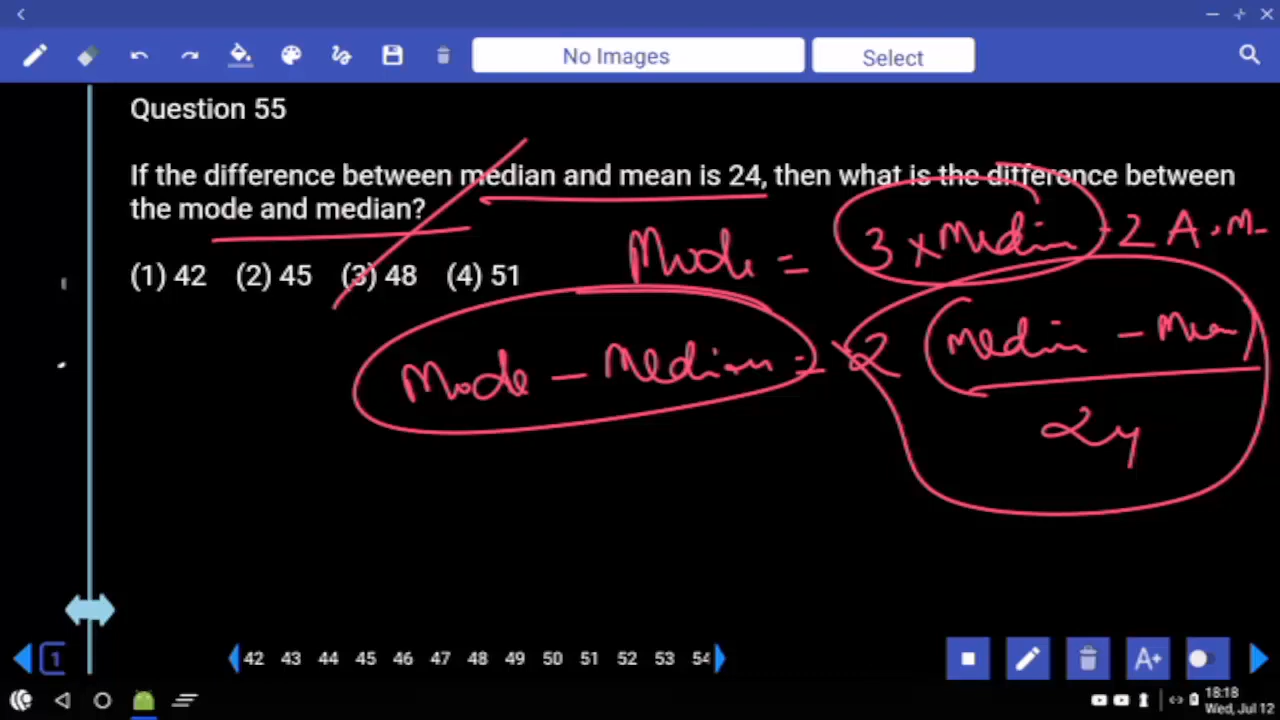 No Images
Select
Question 55
If the difference between median and mean is 24, then what is the difference between
the mode and median?
(1) 42 (2) 45 (3) 48 (4) 51
Mode = 3 x Median - 2 A.M.
Mode - Median = 2 (Median - Mean)
24
1
42 43 44 45 46 47 48 49 50 51 52 53 54
A+
18:18
Wed, Jul 12